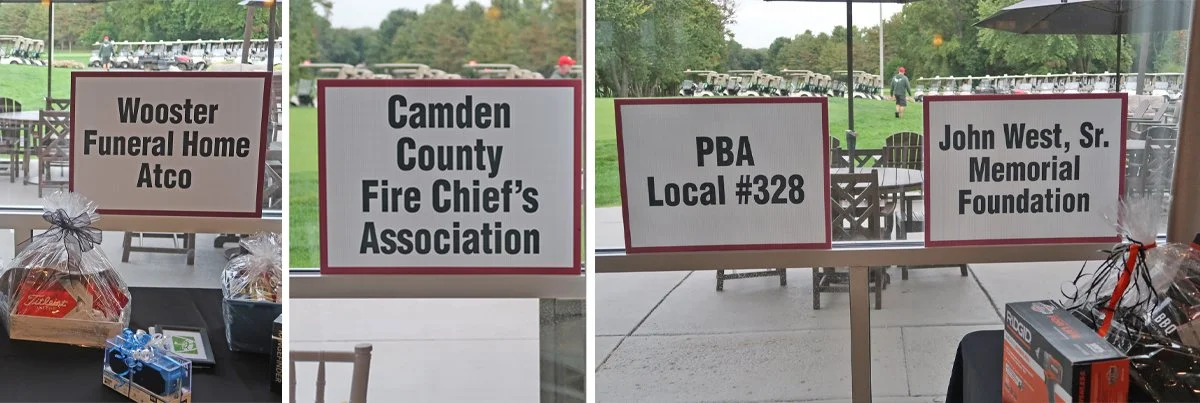 Wooster
Funeral Home
Atco
Titleist
Camden
County
Fire Chief's
Association
PBA
Local #328
John West, Sr.
Memorial
Foundation
RIDGID
BBQ